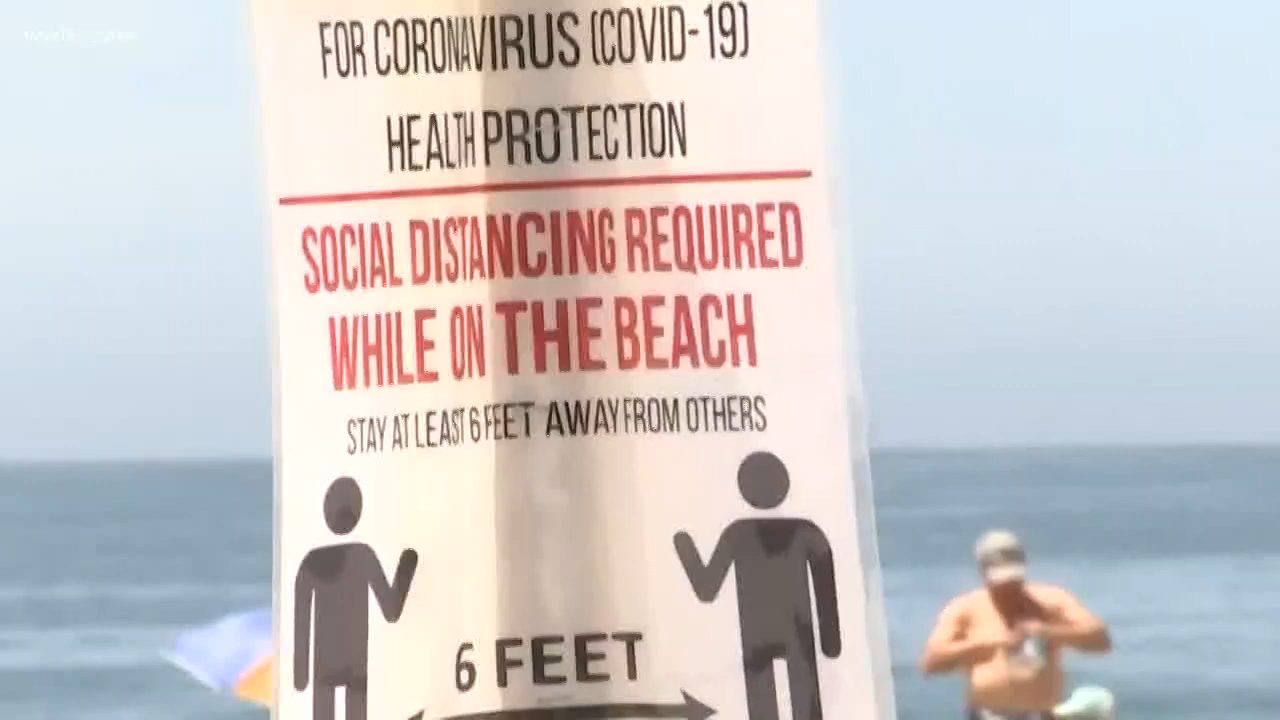 FOR CORONAVIRUS (COVID-19)
HEALTH PROTECTION
SOCIAL DISTANCING REQUIRED
WHILE ON THE BEACH
STAY AT LEAST 6 FEET AWAY FROM OTHERS
6 FEET